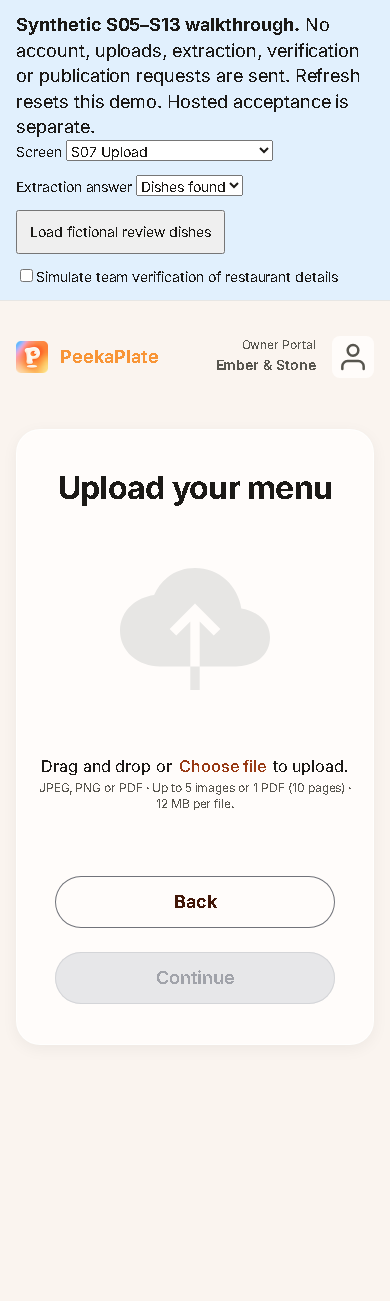 Synthetic S05–S13 walkthrough. No
account, uploads, extraction, verification
or publication requests are sent. Refresh
resets this demo. Hosted acceptance is
separate.
Screen S07 Upload
Extraction answer Dishes found
Load fictional review dishes
Simulate team verification of restaurant details
PeekaPlate
Owner Portal
Ember & Stone
Upload your menu
Drag and drop or Choose file to upload.
JPEG, PNG or PDF · Up to 5 images or 1 PDF (10 pages) ·
12 MB per file.
Back
Continue